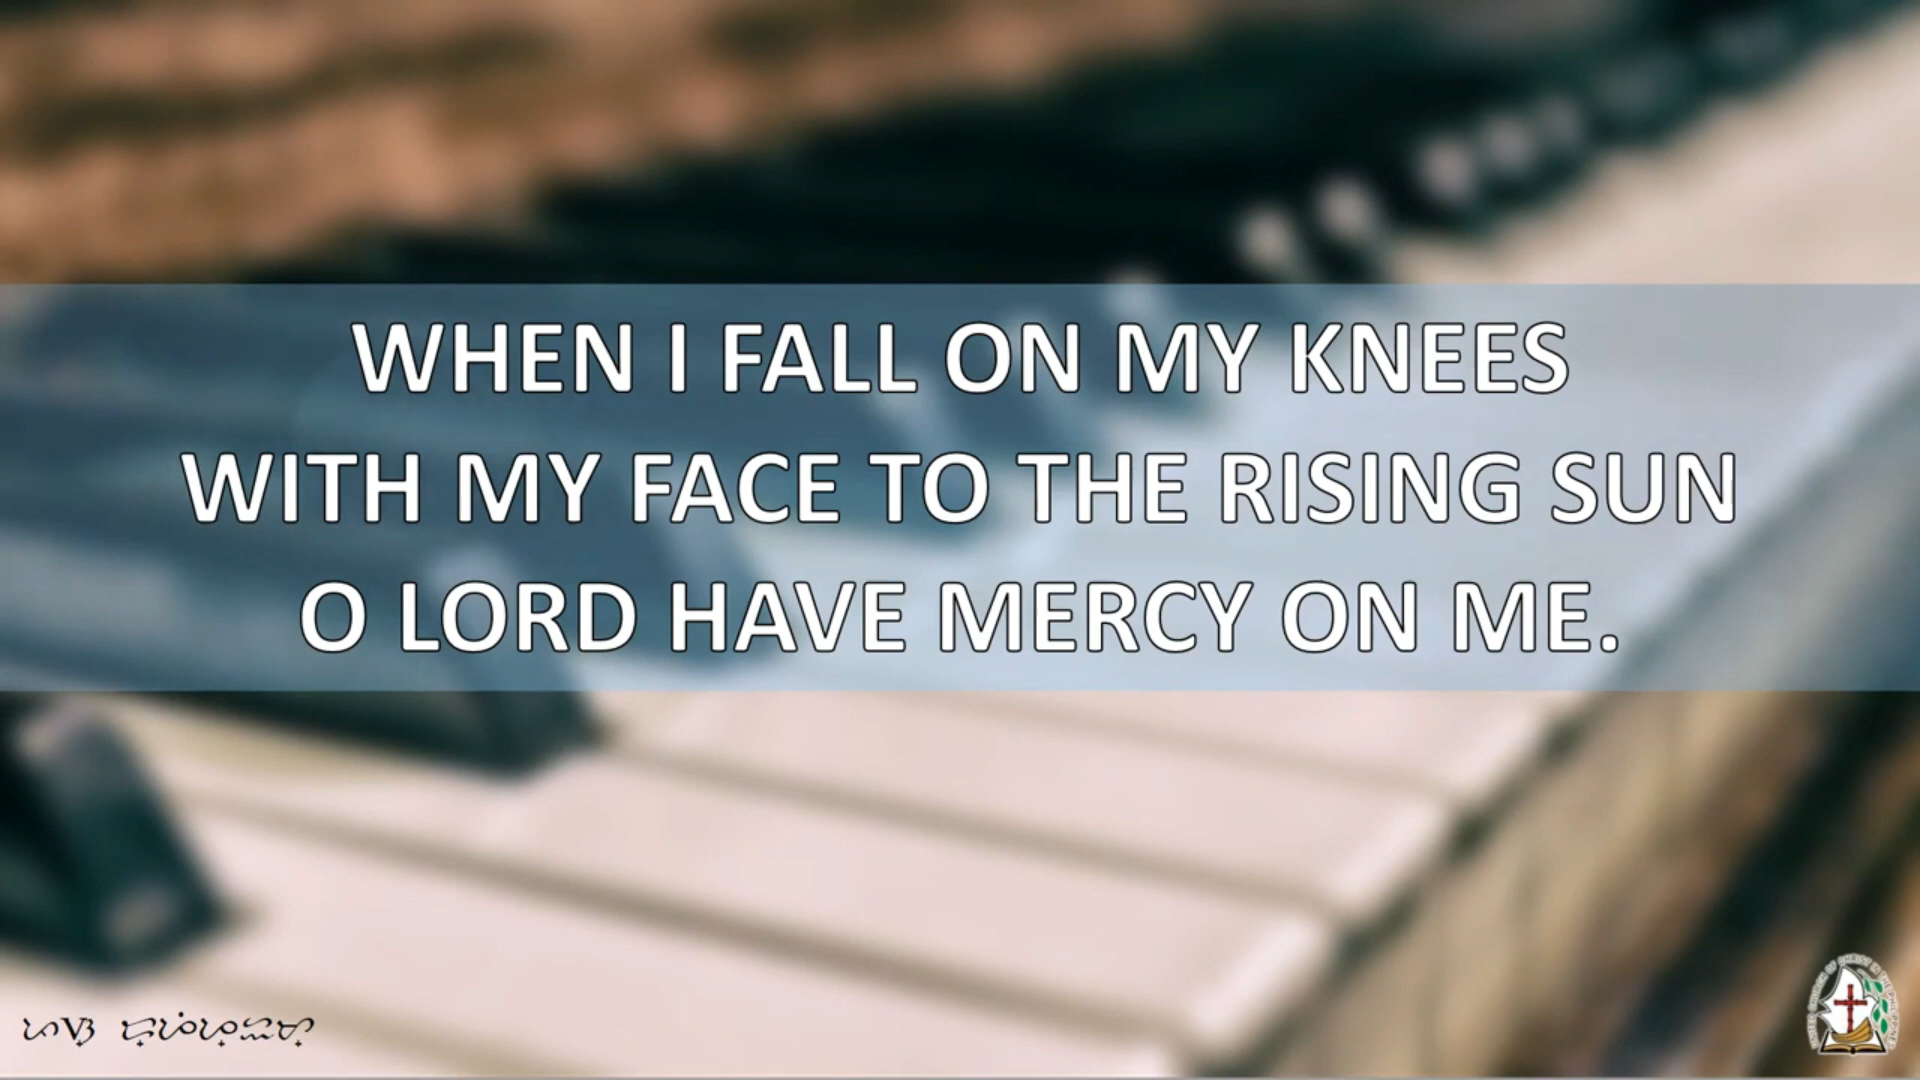 WHEN I FALL ON MY KNEES
WITH MY FACE TO THE RISING SUN
O LORD HAVE MERCY ON ME.